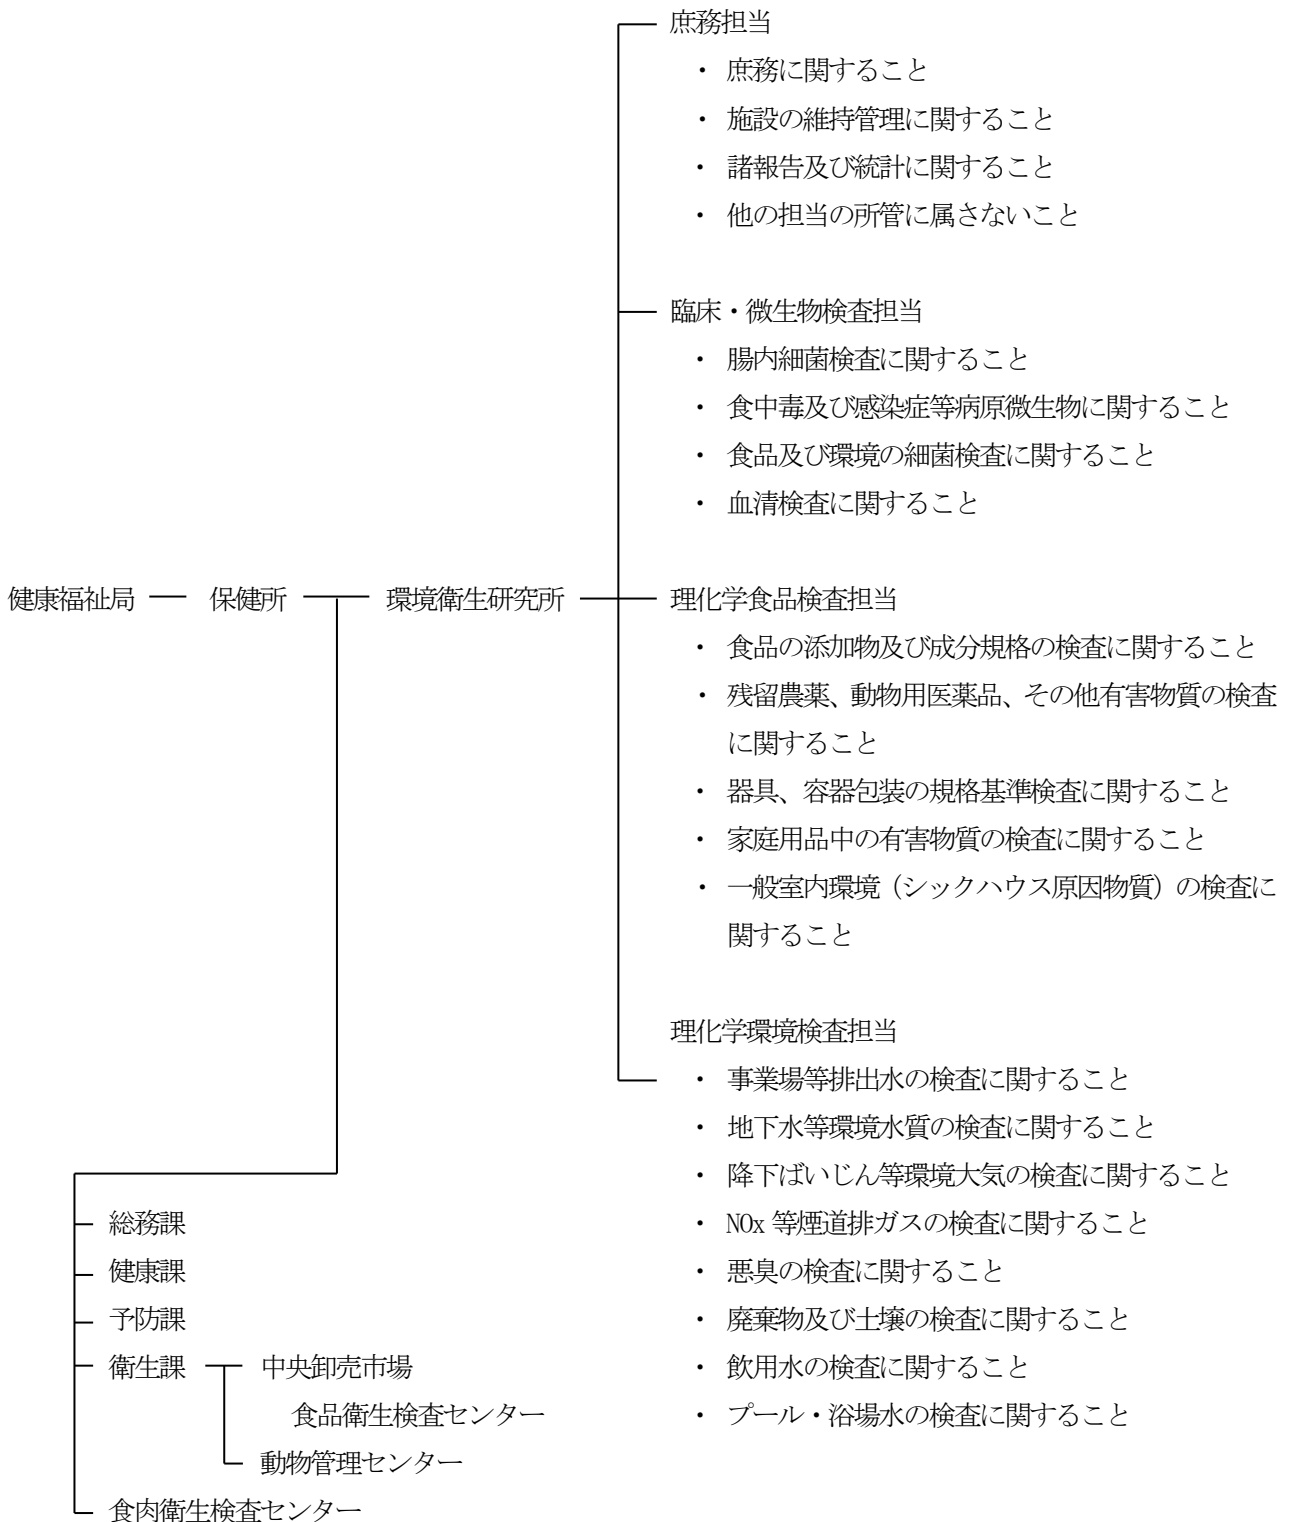 庶務担当
・ 庶務に関すること
・ 施設の維持管理に関すること
・ 諸報告及び統計に関すること
・ 他の担当の所管に属さないこと
臨床・微生物検査担当
・ 腸内細菌検査に関すること
・ 食中毒及び感染症等病原微生物に関すること
・ 食品及び環境の細菌検査に関すること
・ 血清検査に関すること
健康福祉局 保健所 環境衛生研究所 理化学食品検査担当
・ 食品の添加物及び成分規格の検査に関すること
・ 残留農薬、動物用医薬品、その他有害物質の検査
に関すること
・ 器具、容器包装の規格基準検査に関すること
・ 家庭用品中の有害物質の検査に関すること
・ 一般室内環境（シックハウス原因物質）の検査に
関すること
理化学環境検査担当
・ 事業場等排出水の検査に関すること
・ 地下水等環境水質の検査に関すること
・ 降下ばいじん等環境大気の検査に関すること
・ NOx 等煙道排ガスの検査に関すること
・ 悪臭の検査に関すること
・ 廃棄物及び土壌の検査に関すること
・ 飲用水の検査に関すること
・ プール・浴場水の検査に関すること
総務課
健康課
予防課
衛生課 中央卸売市場
食品衛生検査センター
動物管理センター
食肉衛生検査センター